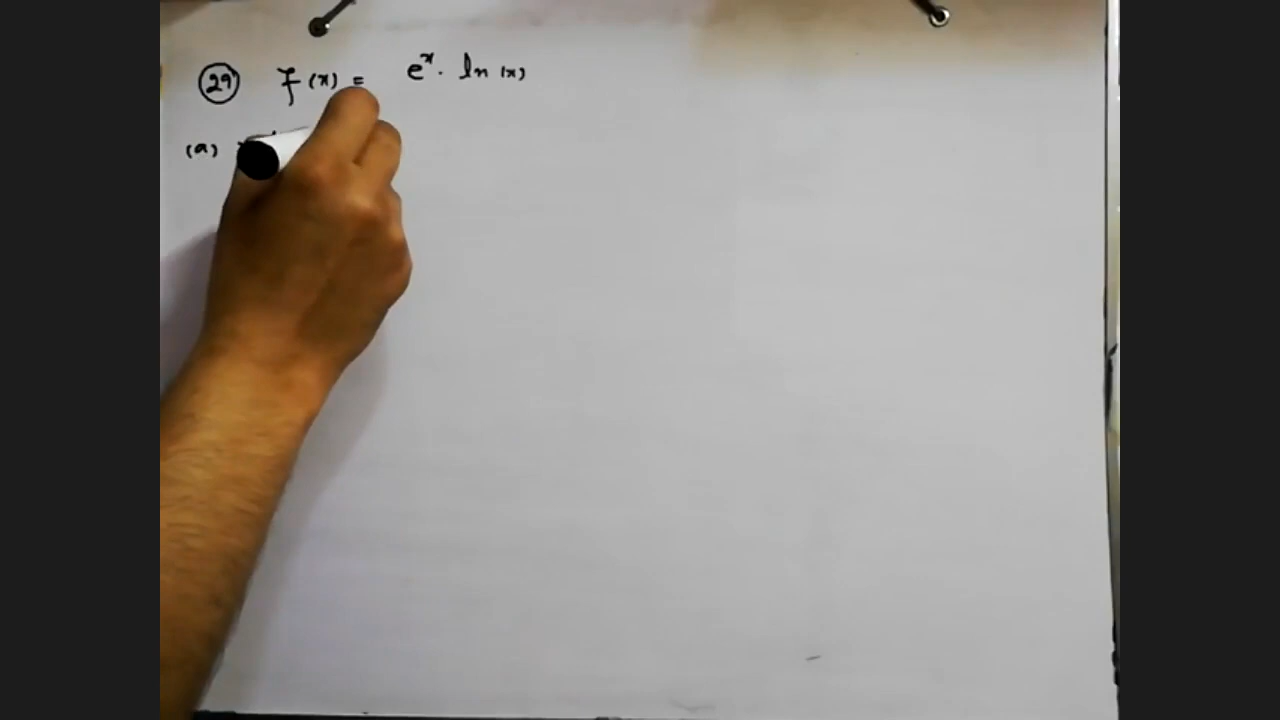 (29) f(x) = e^x. ln(x)
(a)